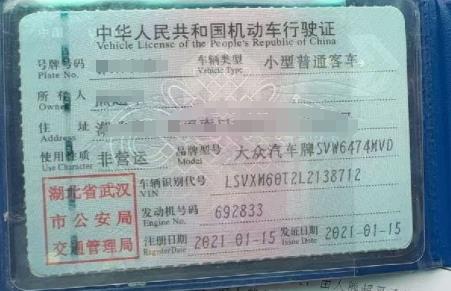 中华人民共和国机动车行驶证
Vehicle License of the People's Republic of China
号牌号码 车辆类型 小型普通客车
Plate No. Vehicle Type
所有人
Owner
住址 湖
Address
使用性质 非营运 品牌型号 大众汽车牌SVW6474MVD
Use Character Model
车辆识别代号 LSVXM60T2L2138712
VIN
发动机号码 692833
Engine No.
注册日期 2021-01-15 发证日期 2021-01-15
Register Date Issue Date
湖北省武汉
市公安局
交通管理局